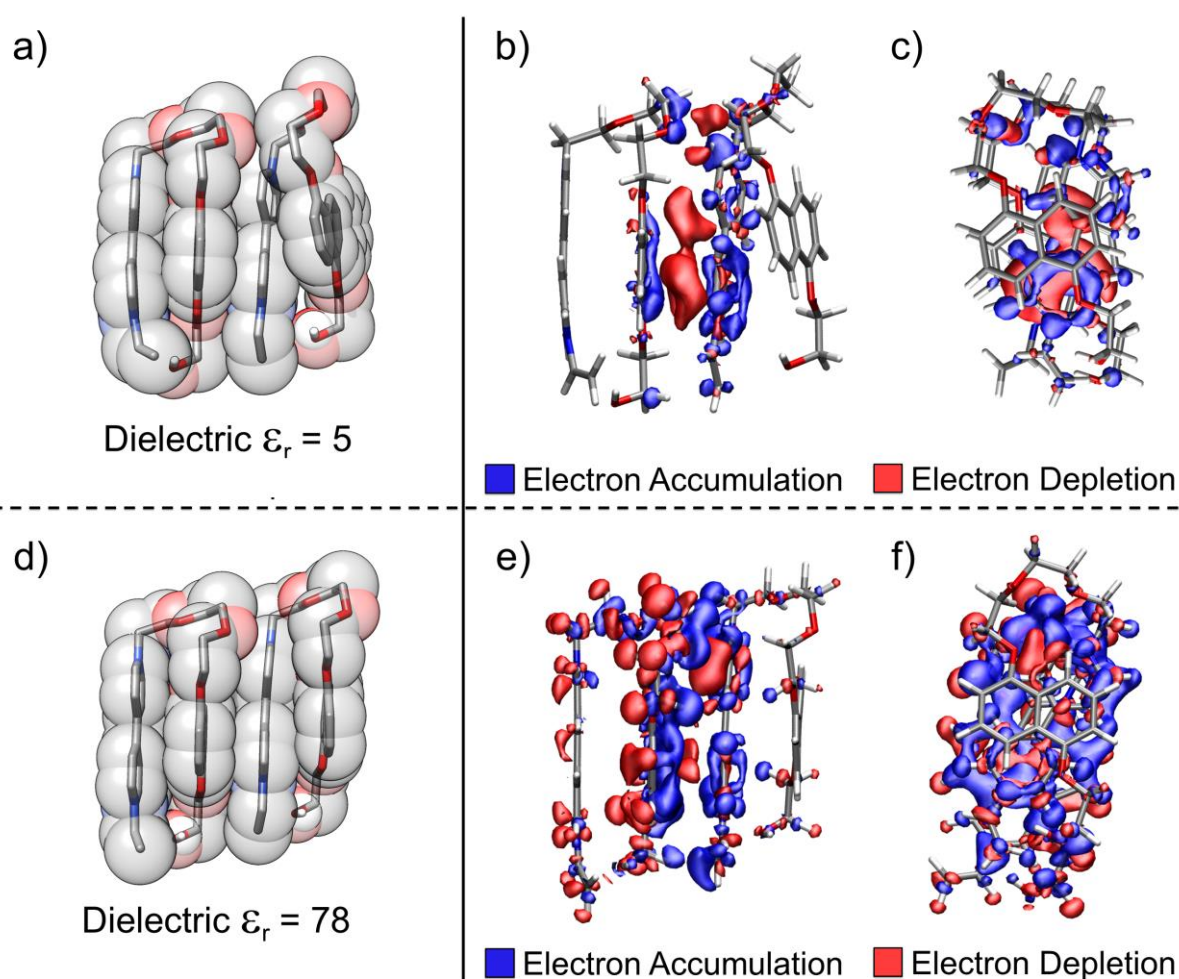 a)
b)
c)
Dielectric εr = 5
Electron Accumulation
Electron Depletion
d)
e)
f)
Dielectric εr = 78
Electron Accumulation
Electron Depletion